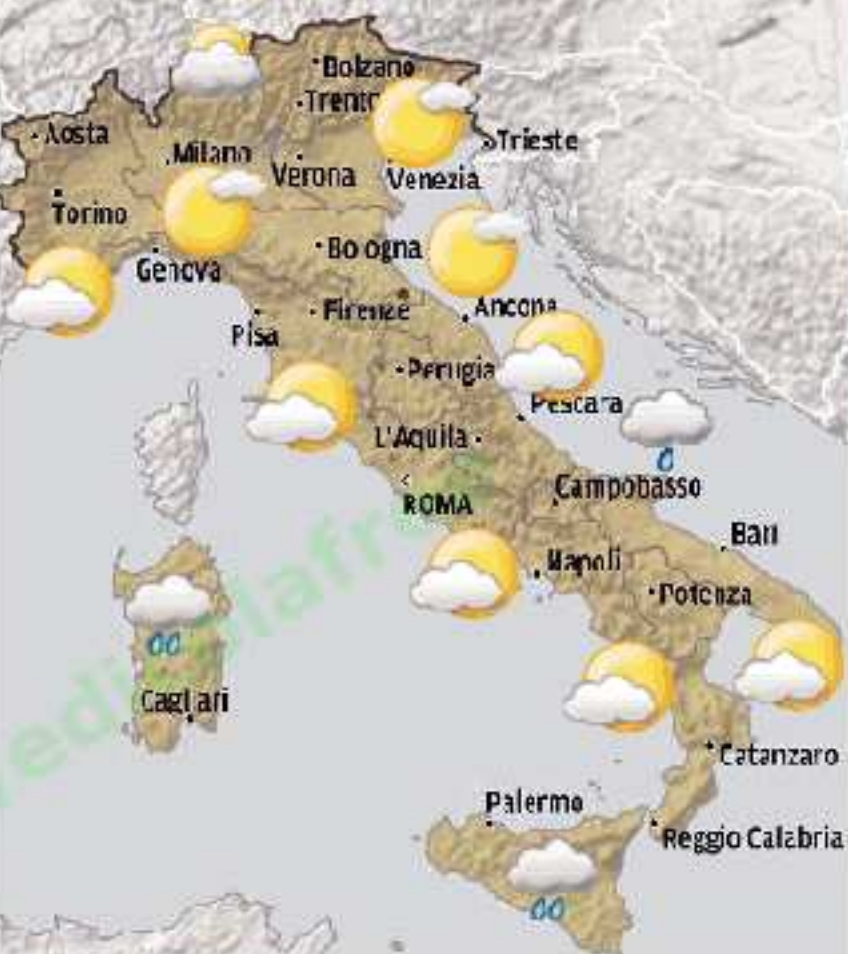 Bolzano
Trento
Aosta
Trieste
Milano
Verona
Venezia
Torino
Bologna
Genova
Firenze
Ancona
Pisa
Perugia
Pescara
L'Aquila
Campobasso
ROMA
Bari
Napoli
Potenza
Cagliari
Catanzaro
Palermo
Reggio Calabria